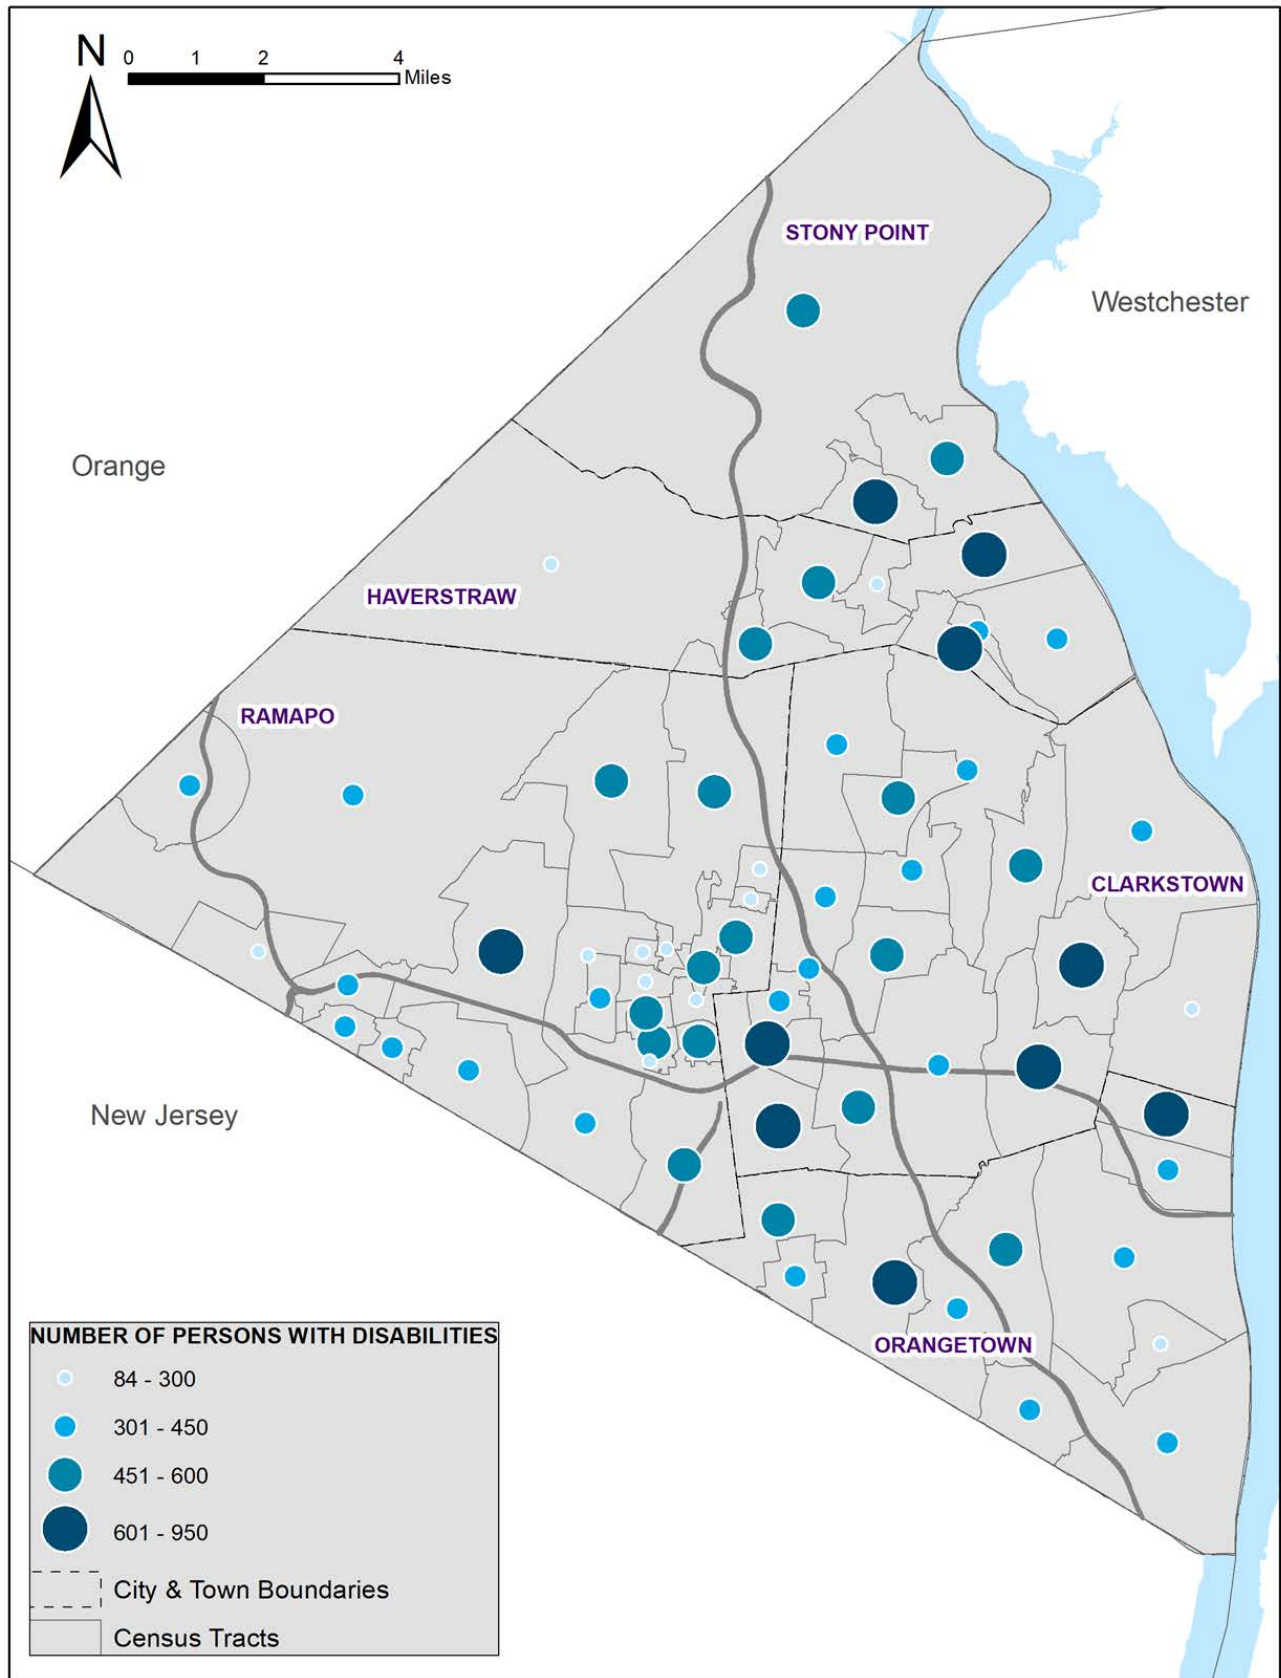 N
0 1 2 4
Miles
STONY POINT
Westchester
Orange
HAVERSTRAW
RAMAPO
CLARKSTOWN
New Jersey
ORANGETOWN
NUMBER OF PERSONS WITH DISABILITIES
84 - 300
301 - 450
451 - 600
601 - 950
City & Town Boundaries
Census Tracts